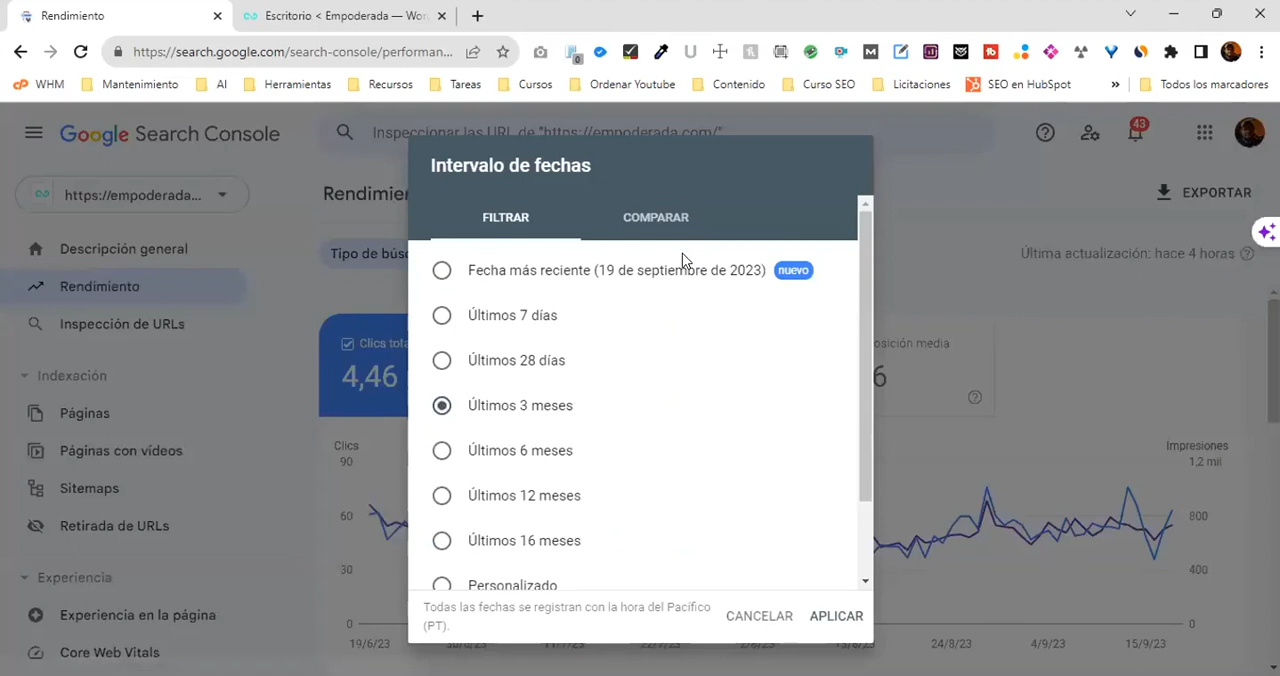 Rendimiento
Escritorio < Empoderada — Wor
https://search.google.com/search-console/performan...
WHM
Mantenimiento
AI
Herramientas
Recursos
Tareas
Cursos
Ordenar Youtube
Contenido
Curso SEO
Licitaciones
SEO en HubSpot
»
Todos los marcadores
Google Search Console
Inspeccionar las URL de "https://empoderada.com/"
43
https://empoderada...
Rendimie
EXPORTAR
Intervalo de fechas
FILTRAR
COMPARAR
Descripción general
Tipo de búsc
Última actualización: hace 4 horas
Fecha más reciente (19 de septiembre de 2023)
nuevo
Rendimiento
Últimos 7 días
Inspección de URLs
Clics tota
osición media
Últimos 28 días
Indexación
4,46
6
Páginas
Últimos 3 meses
Páginas con vídeos
Clics
Impresiones
90
1,2 mil
Últimos 6 meses
Sitemaps
Últimos 12 meses
60
800
Retirada de URLs
Últimos 16 meses
30
400
Experiencia
Personalizado
Experiencia en la página
Todas las fechas se registran con la hora del Pacífico
(PT).
CANCELAR
APLICAR
0
0
Core Web Vitals
19/6/23
24/8/23
4/9/23
15/9/23